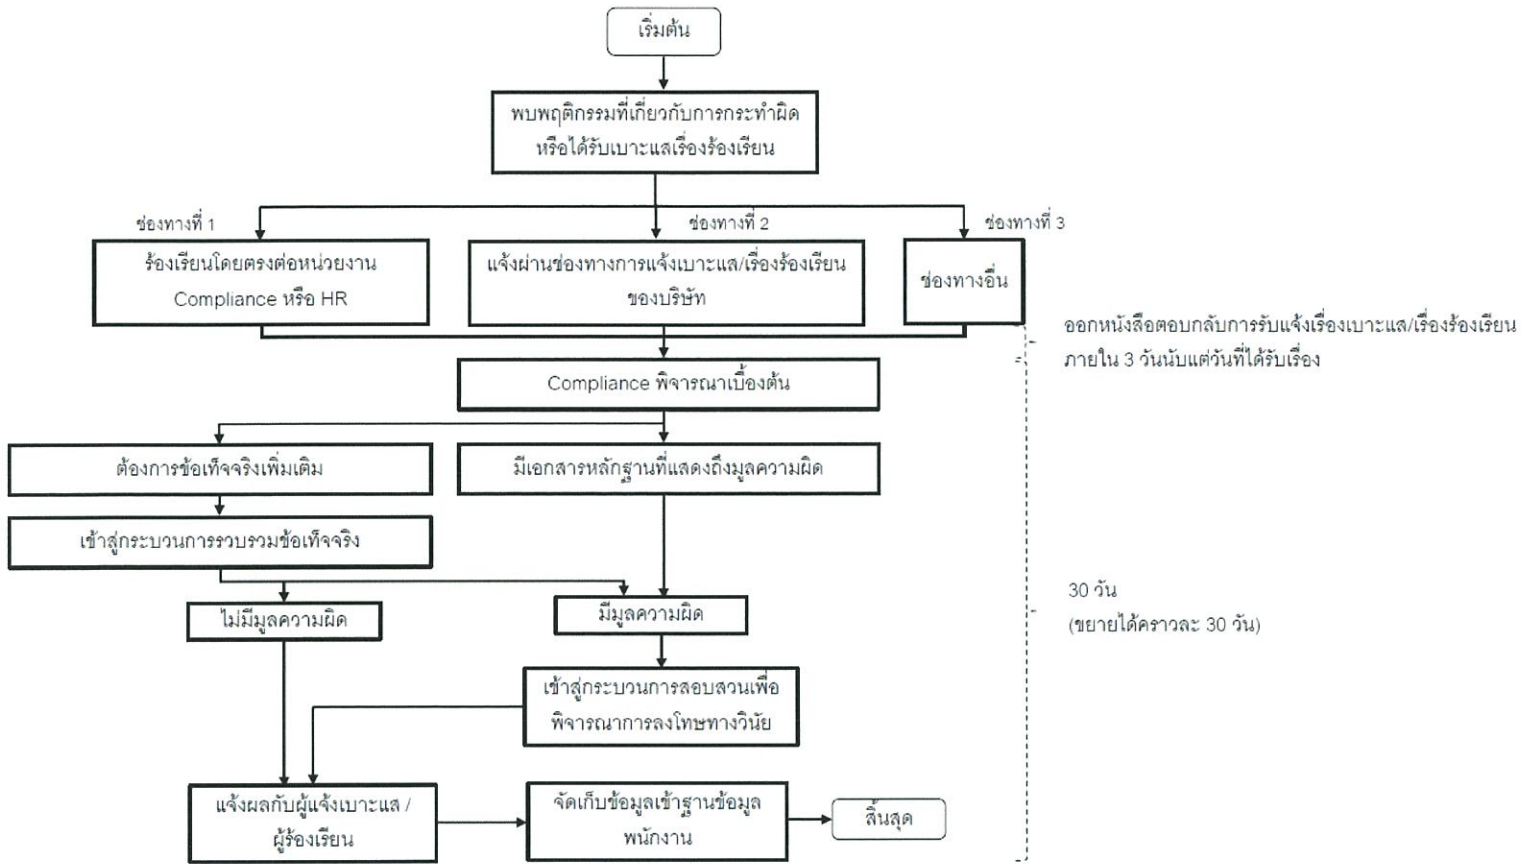 เริ่มต้น
พบพฤติกรรมที่เกี่ยวกับการกระทำผิด
หรือได้รับเบาะแสเรื่องร้องเรียน
ช่องทางที่ 1
ช่องทางที่ 2
ช่องทางที่ 3
ร้องเรียนโดยตรงต่อหน่วยงาน
Compliance หรือ HR
แจ้งผ่านช่องทางการแจ้งเบาะแส/เรื่องร้องเรียน
ของบริษัท
ช่องทางอื่น
ออกหนังสือตอบกลับการรับแจ้งเรื่องเบาะแส/เรื่องร้องเรียน
ภายใน 3 วันนับแต่วันที่ได้รับเรื่อง
Compliance พิจารณาเบื้องต้น
ต้องการข้อเท็จจริงเพิ่มเติม
มีเอกสารหลักฐานที่แสดงถึงมูลความผิด
เข้าสู่กระบวนการรวบรวมข้อเท็จจริง
ไม่มีมูลความผิด
มีมูลความผิด
30 วัน
(ขยายได้คราวละ 30 วัน)
เข้าสู่กระบวนการสอบสวนเพื่อ
พิจารณาการลงโทษทางวินัย
แจ้งผลกับผู้แจ้งเบาะแส /
ผู้ร้องเรียน
จัดเก็บข้อมูลเข้าฐานข้อมูล
พนักงาน
สิ้นสุด